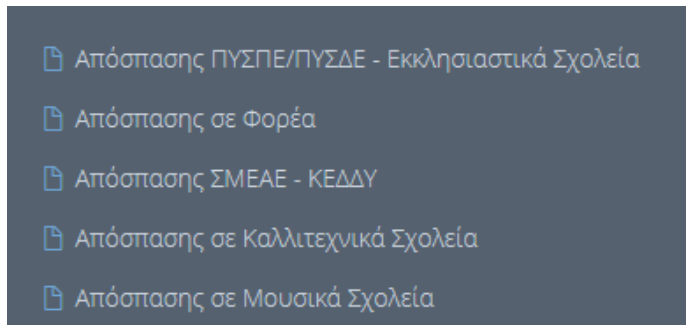 Απόσπασης ΠΥΣΠΕ/ΠΥΣΔΕ - Εκκλησιαστικά Σχολεία
Απόσπασης σε Φορέα
Απόσπασης ΣΜΕΑΕ - ΚΕΔΔΥ
Απόσπασης σε Καλλιτεχνικά Σχολεία
Απόσπασης σε Μουσικά Σχολεία